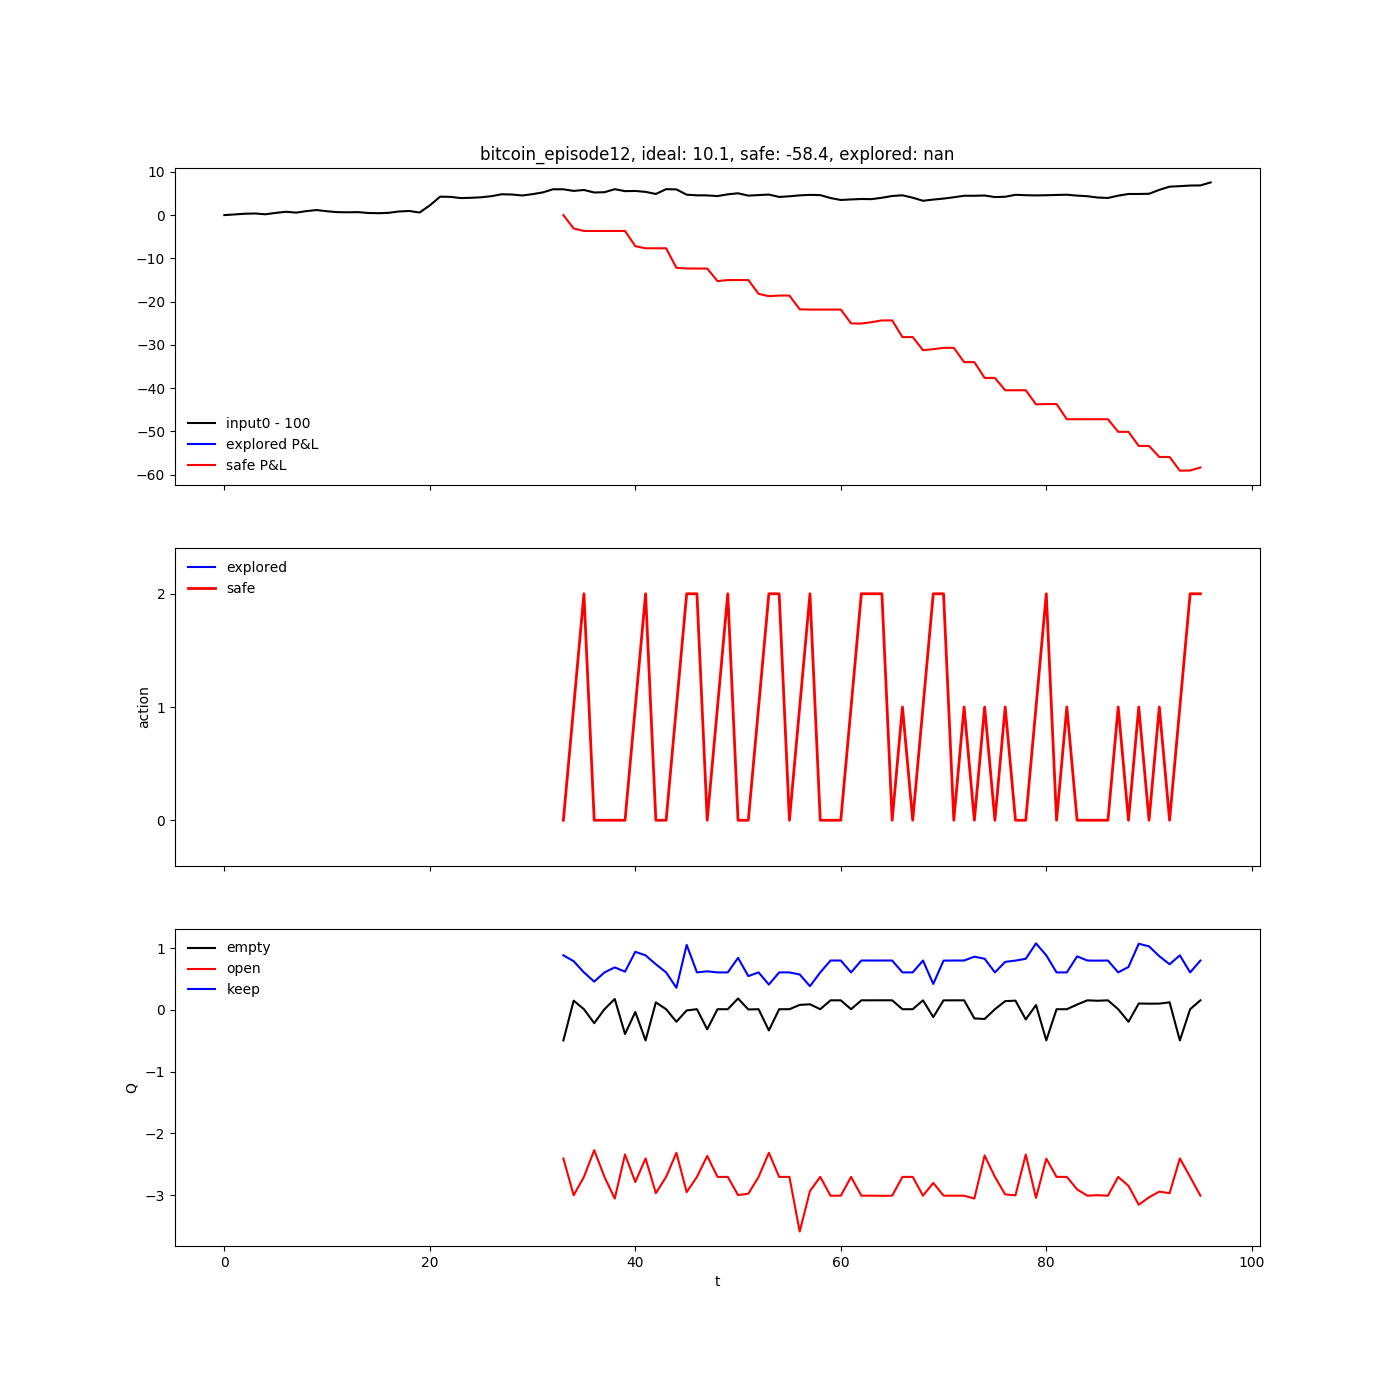 bitcoin_episode12, ideal: 10.1, safe: -58.4, explored: nan
10
0
−10
−20
−30
−40
−50
−60
input0 - 100
explored P&L
safe P&L
2
1
0
action
explored
safe
1
0
−1
−2
−3
Q
empty
open
keep
0 20 40 60 80 100
t